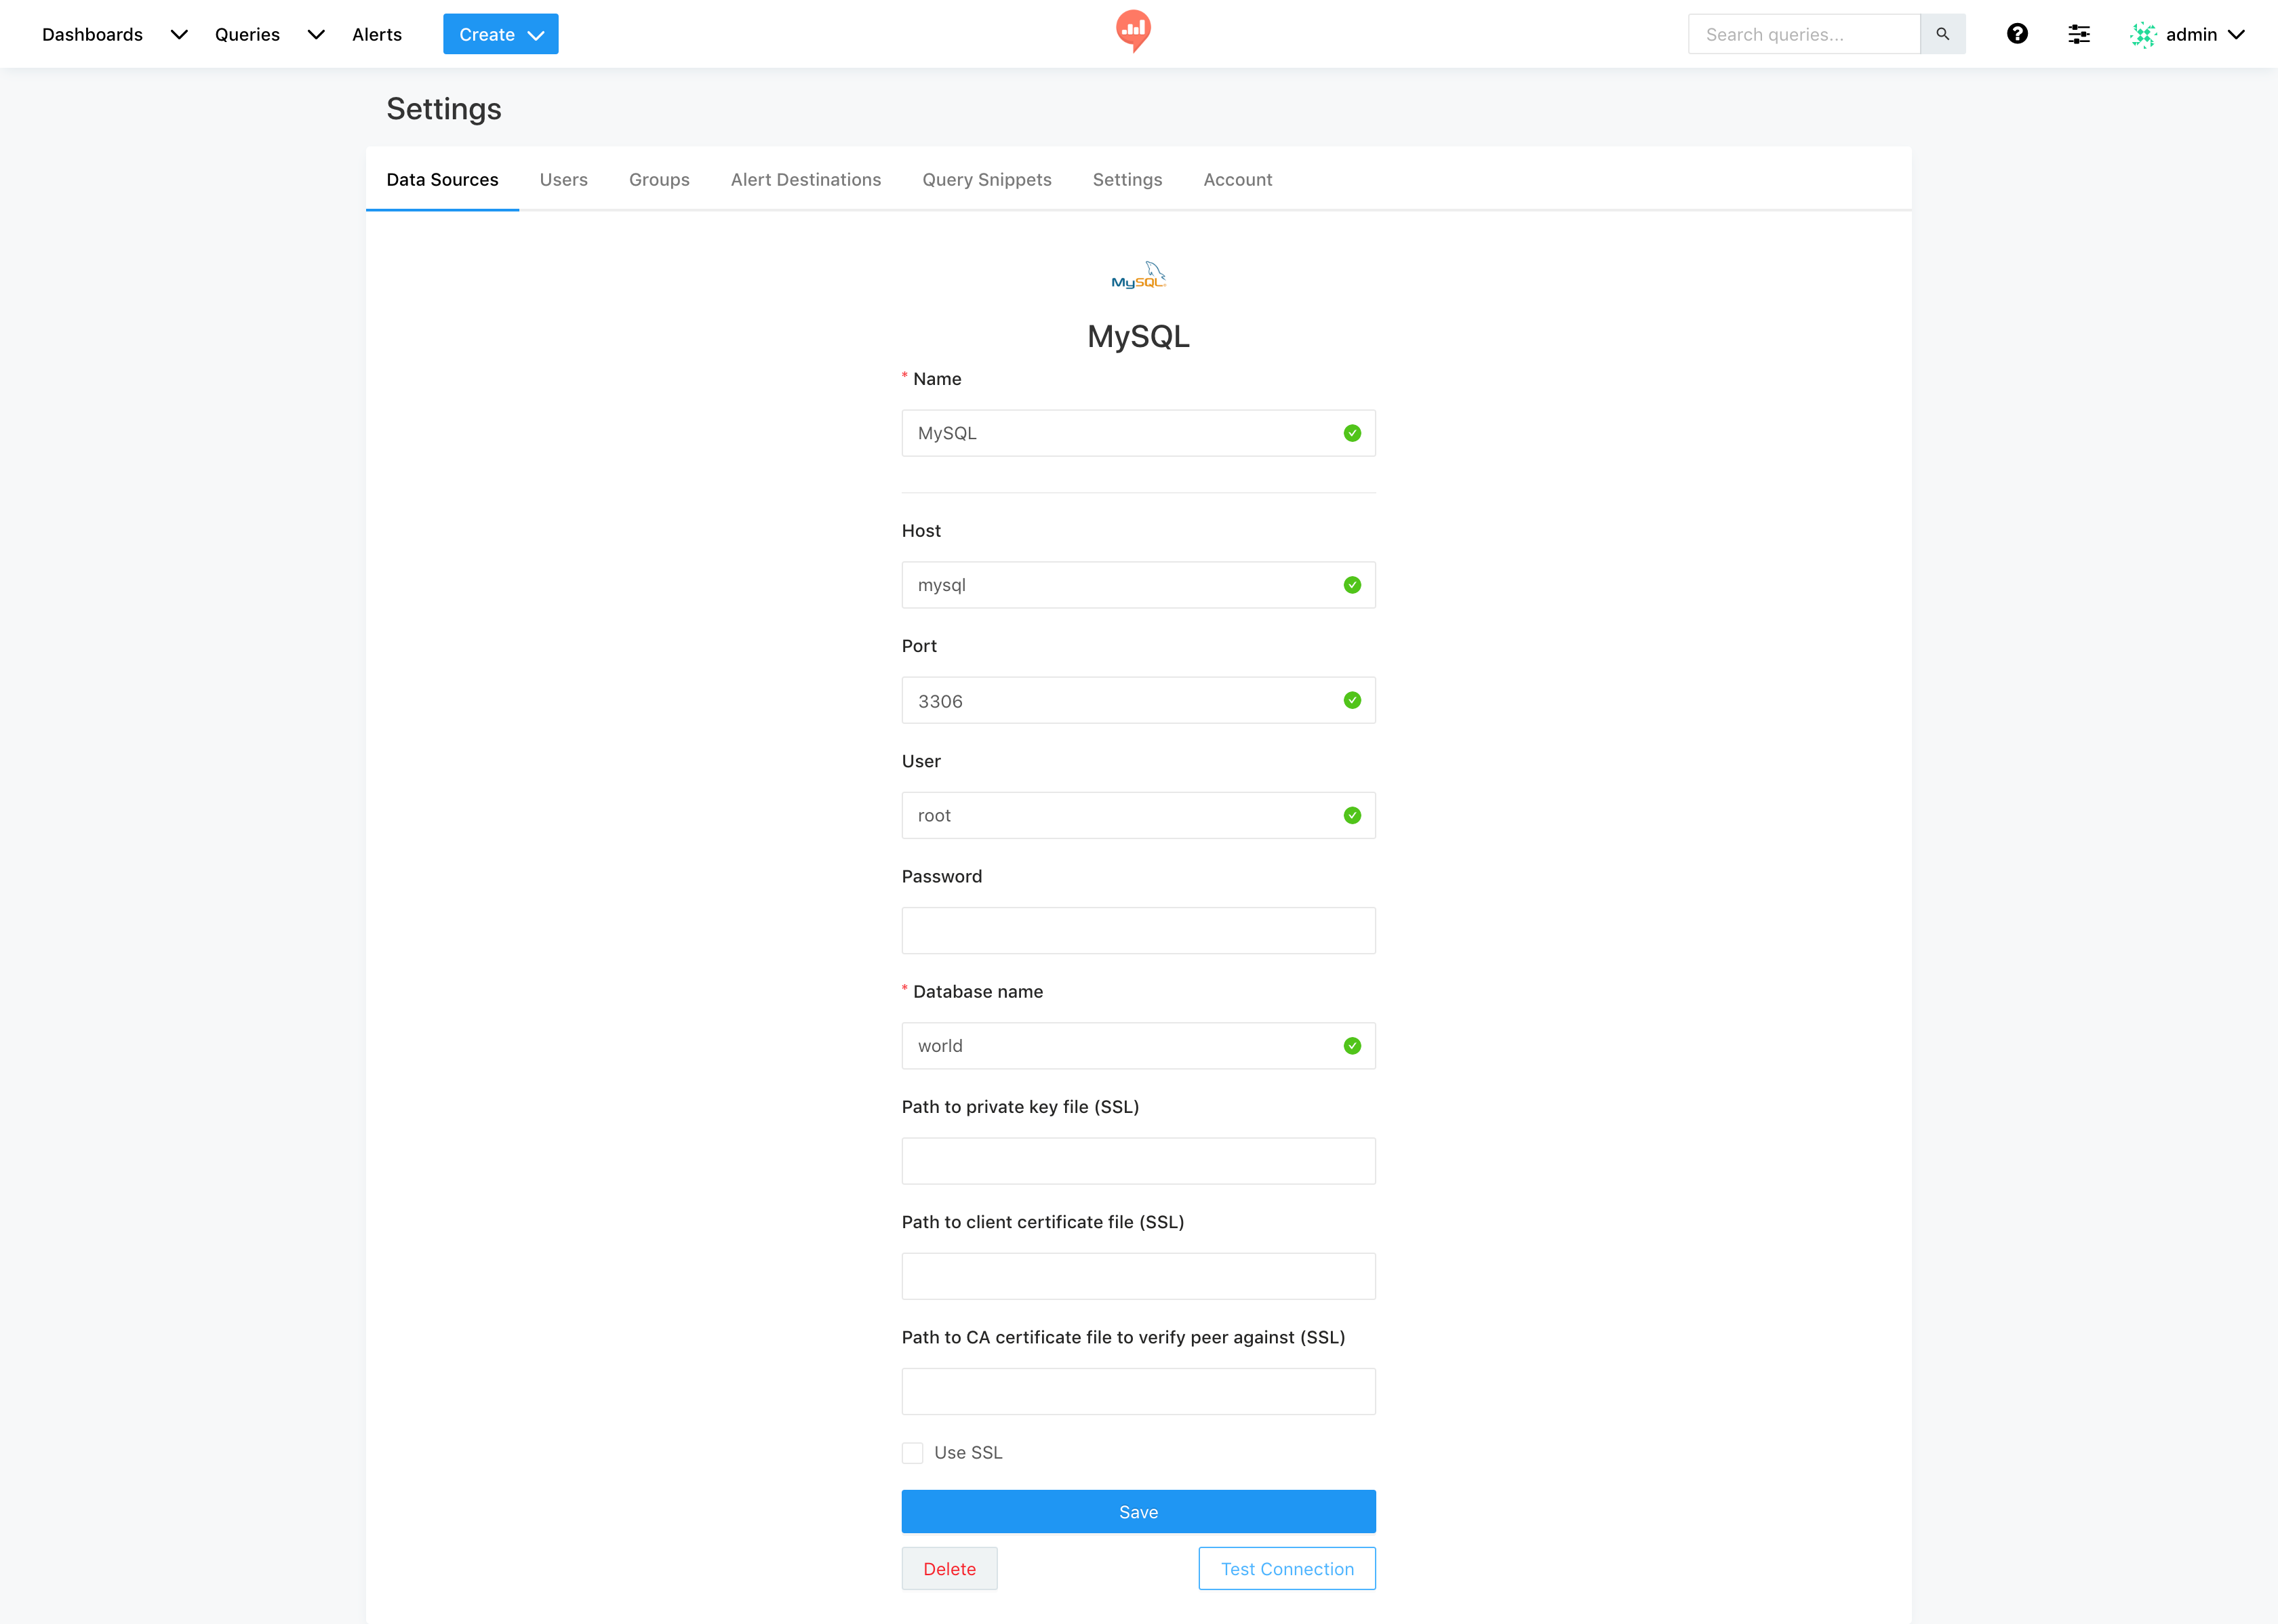 Dashboards Queries Alerts Create Search queries... admin
Settings
Data Sources Users Groups Alert Destinations Query Snippets Settings Account
MySQL
MySQL
* Name
MySQL
Host
mysql
Port
3306
User
root
Password
* Database name
world
Path to private key file (SSL)
Path to client certificate file (SSL)
Path to CA certificate file to verify peer against (SSL)
Use SSL
Save
Delete Test Connection